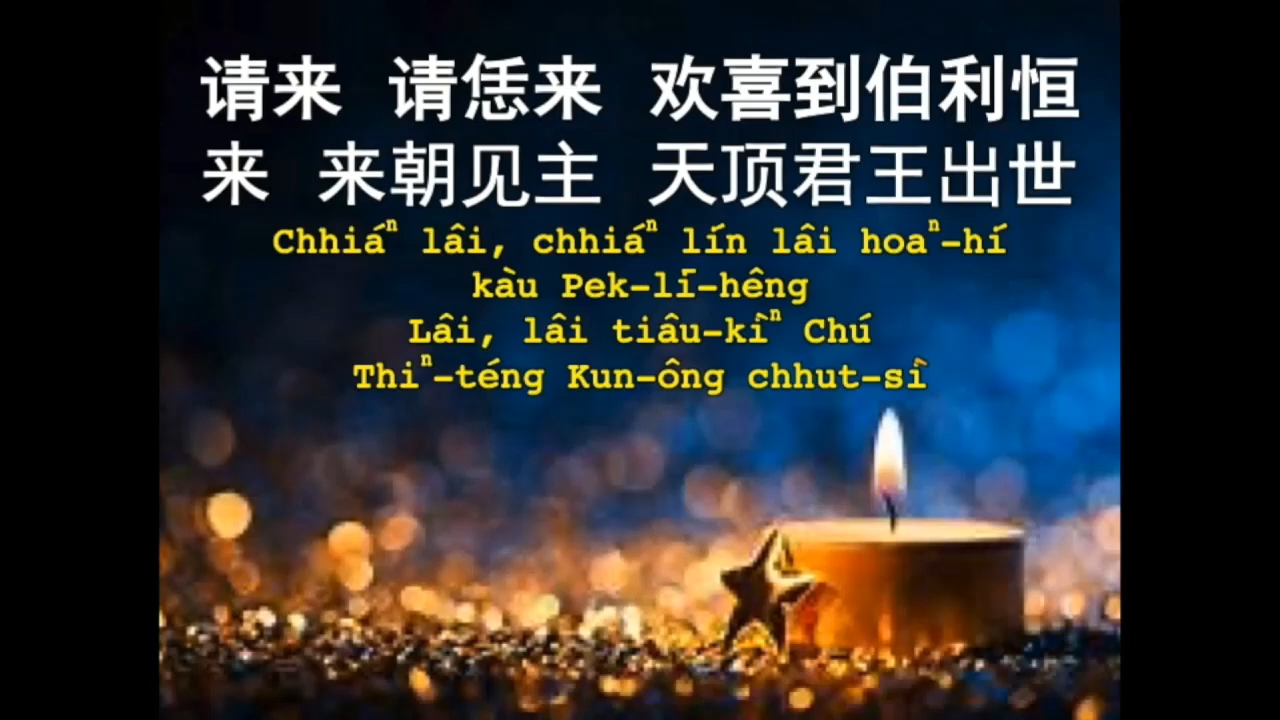 请来 请恁来 欢喜到伯利恒
来 来朝见主 天顶君王出世
Chhiáⁿ lâi, chhiáⁿ lín lâi hoaⁿ-hí
kàu Pek-lī-hêng
Lâi, lâi tiâu-kìⁿ Chú
Thiⁿ-téng Kun-ông chhut-sì